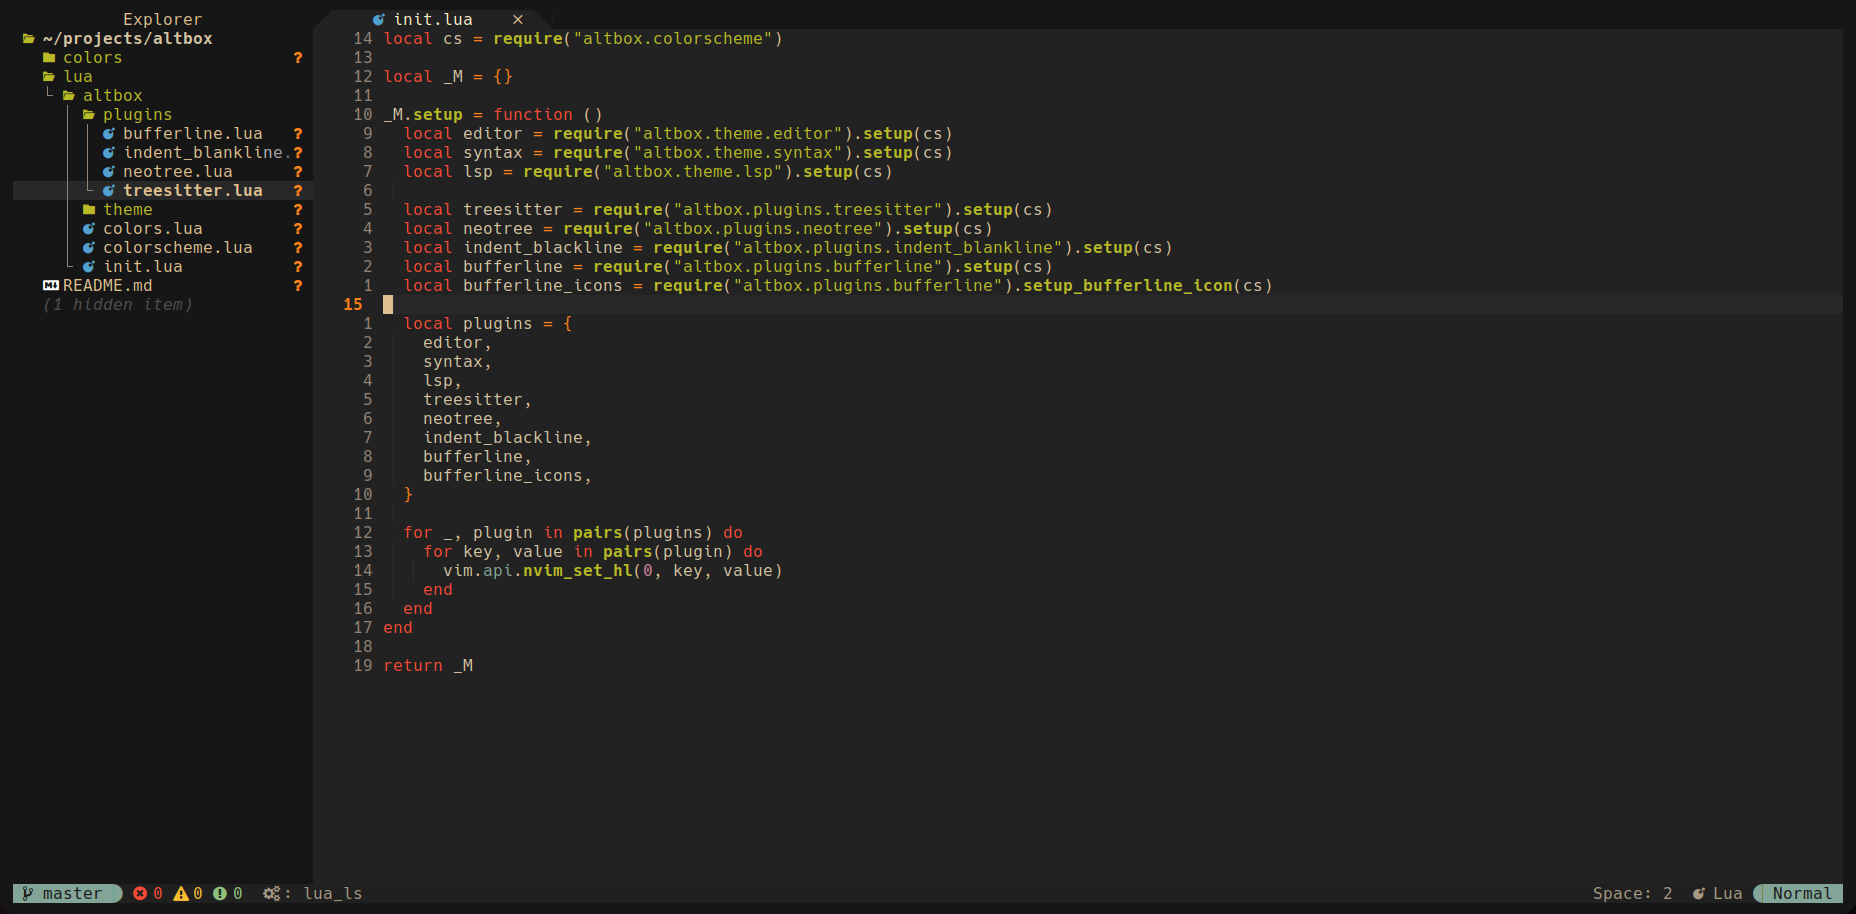 Explorer
~/projects/altbox
colors ?
lua
altbox
plugins
bufferline.lua ?
indent_blankline. ?
neotree.lua ?
treesitter.lua ?
theme ?
colors.lua ?
colorscheme.lua ?
init.lua ?
README.md ?
(1 hidden item)
init.lua ×
14 local cs = require("altbox.colorscheme")
13
12 local _M = {}
11
10 _M.setup = function ()
9   local editor = require("altbox.theme.editor").setup(cs)
8   local syntax = require("altbox.theme.syntax").setup(cs)
7   local lsp = require("altbox.theme.lsp").setup(cs)
6
5   local treesitter = require("altbox.plugins.treesitter").setup(cs)
4   local neotree = require("altbox.plugins.neotree").setup(cs)
3   local indent_blackline = require("altbox.plugins.indent_blankline").setup(cs)
2   local bufferline = require("altbox.plugins.bufferline").setup(cs)
1   local bufferline_icons = require("altbox.plugins.bufferline").setup_bufferline_icon(cs)
15
1   local plugins = {
2     editor,
3     syntax,
4     lsp,
5     treesitter,
6     neotree,
7     indent_blackline,
8     bufferline,
9     bufferline_icons,
10   }
11
12   for _, plugin in pairs(plugins) do
13     for key, value in pairs(plugin) do
14       vim.api.nvim_set_hl(0, key, value)
15     end
16   end
17 end
18
19 return _M
master 0 0 0 : lua_ls Space: 2 Lua Normal